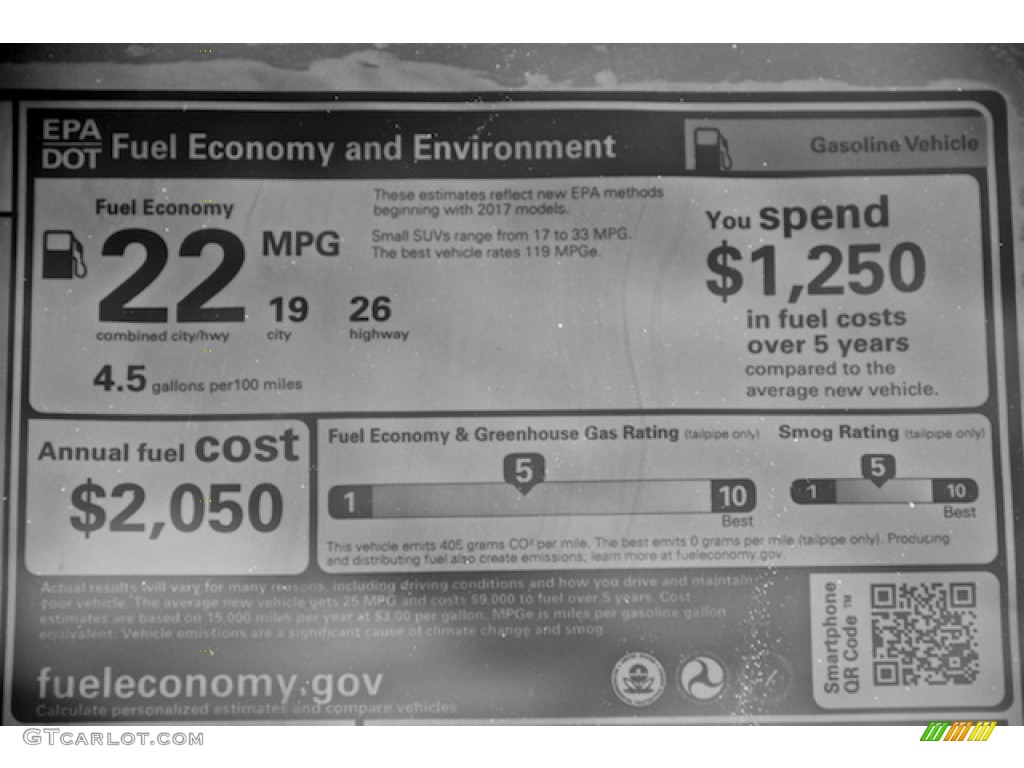 EPA
DOT
Fuel Economy and Environment
Gasoline Vehicle
Fuel Economy
22 MPG
combined city/hwy
19
city
26
highway
4.5 gallons per 100 miles
These estimates reflect new EPA methods
beginning with 2017 models.
Small SUVs range from 17 to 33 MPG.
The best vehicle rates 119 MPGe.
You spend
$1,250
in fuel costs
over 5 years
compared to the
average new vehicle.
Annual fuel cost
$2,050
Fuel Economy & Greenhouse Gas Rating (tailpipe only)
5
1
10
Best
Smog Rating (tailpipe only)
5
1
10
Best
This vehicle emits 405 grams CO² per mile. The best emits 0 grams per mile (tailpipe only). Producing
and distributing fuel also create emissions; learn more at fueleconomy.gov.
Actual results will vary for many reasons, including driving conditions and how you drive and maintain
your vehicle. The average new vehicle gets 25 MPG and costs $9,000 to fuel over 5 years. Cost
estimates are based on 15,000 miles per year at $3.00 per gallon. MPGe is miles per gasoline gallon
equivalent. Vehicle emissions are a significant cause of climate change and smog.
fueleconomy.gov
Calculate personalized estimates and compare vehicles
Smartphone
QR Code ™
GTCARLOT.COM